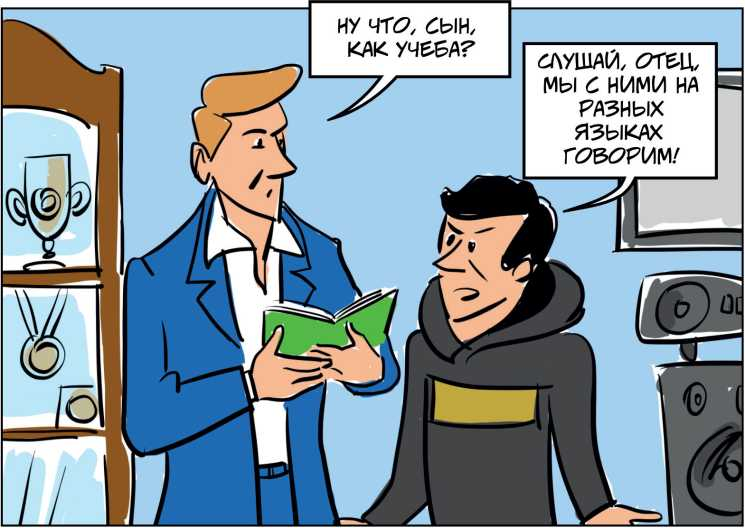 НУ ЧТО, СЫН,
КАК УЧЕБА?
СЛУШАЙ, ОТЕЦ,
МЫ С НИМИ НА
РАЗНЫХ
ЯЗЫКАХ
ГОВОРИМ!